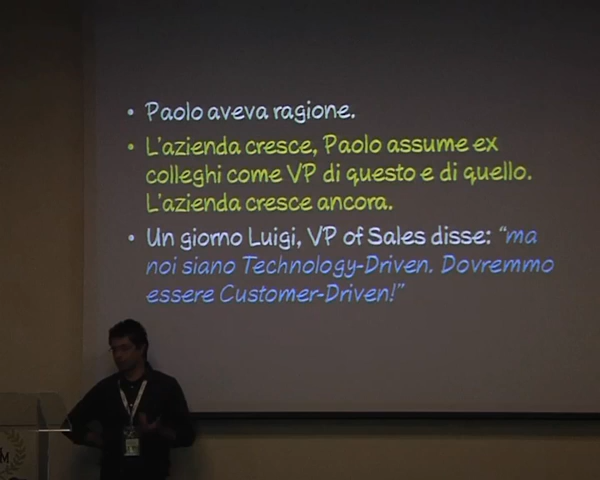 • Paolo aveva ragione.
• L'azienda cresce, Paolo assume ex
colleghi come VP di questo e di quello.
L'azienda cresce ancora.
• Un giorno Luigi, VP of Sales disse: "ma
noi siano Technology-Driven. Dovremmo
essere Customer-Driven!"